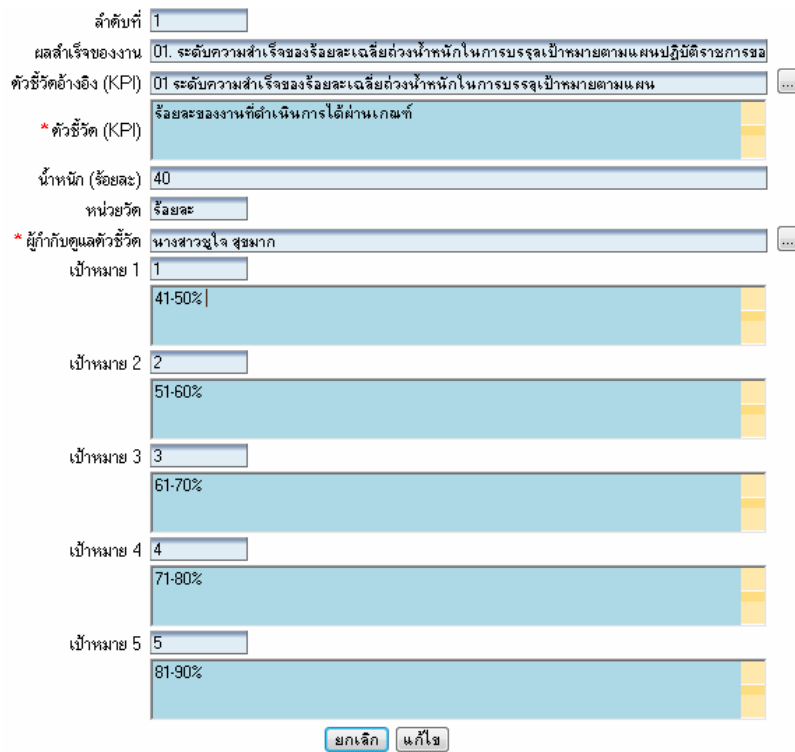 ลำดับที่ 1
ผลสำเร็จของงาน 01. ระดับความสำเร็จของร้อยละเฉลี่ยถ่วงน้ำหนักในการบรรลุเป้าหมายตามแผนปฏิบัติราชการขอ
ตัวชี้วัดอ้างอิง (KPI) 01 ระดับความสำเร็จของร้อยละเฉลี่ยถ่วงน้ำหนักในการบรรลุเป้าหมายตามแผน ...
* ตัวชี้วัด (KPI) ร้อยละของงานที่ดำเนินการได้ผ่านเกณฑ์
น้ำหนัก (ร้อยละ) 40
หน่วยวัด ร้อยละ
* ผู้กำกับดูแลตัวชี้วัด นางสาวชูใจ สุขมาก ...
เป้าหมาย 1 1
41-50%
เป้าหมาย 2 2
51-60%
เป้าหมาย 3 3
61-70%
เป้าหมาย 4 4
71-80%
เป้าหมาย 5 5
81-90%
ยกเลิก แก้ไข